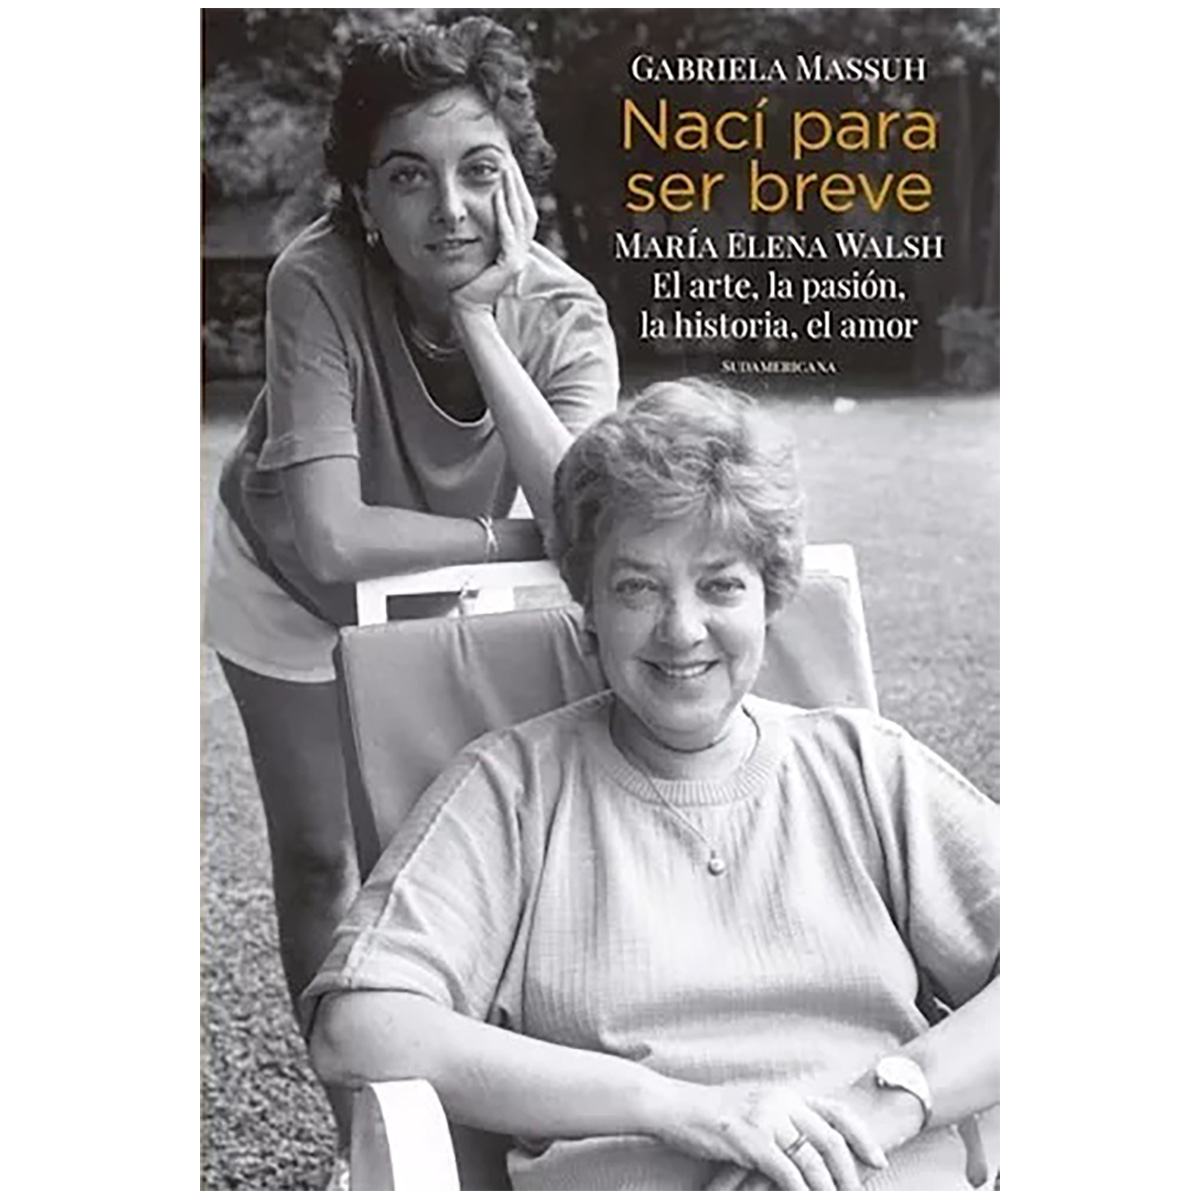 GABRIELA MASSUH
Nací para
ser breve
MARÍA ELENA WALSH
El arte, la pasión,
la historia, el amor
SUDAMERICANA